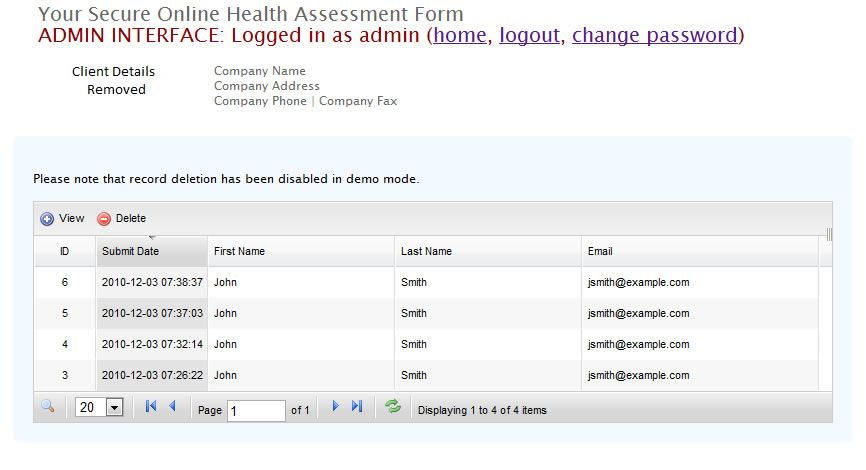 Your Secure Online Health Assessment Form
ADMIN INTERFACE: Logged in as admin (home, logout, change password)
Client Details
Removed
Company Name
Company Address
Company Phone | Company Fax
Please note that record deletion has been disabled in demo mode.
View Delete
ID Submit Date First Name Last Name Email
6 2010-12-03 07:38:37 John Smith jsmith@example.com
5 2010-12-03 07:37:03 John Smith jsmith@example.com
4 2010-12-03 07:32:14 John Smith jsmith@example.com
3 2010-12-03 07:26:22 John Smith jsmith@example.com
20 Page 1 of 1 Displaying 1 to 4 of 4 items